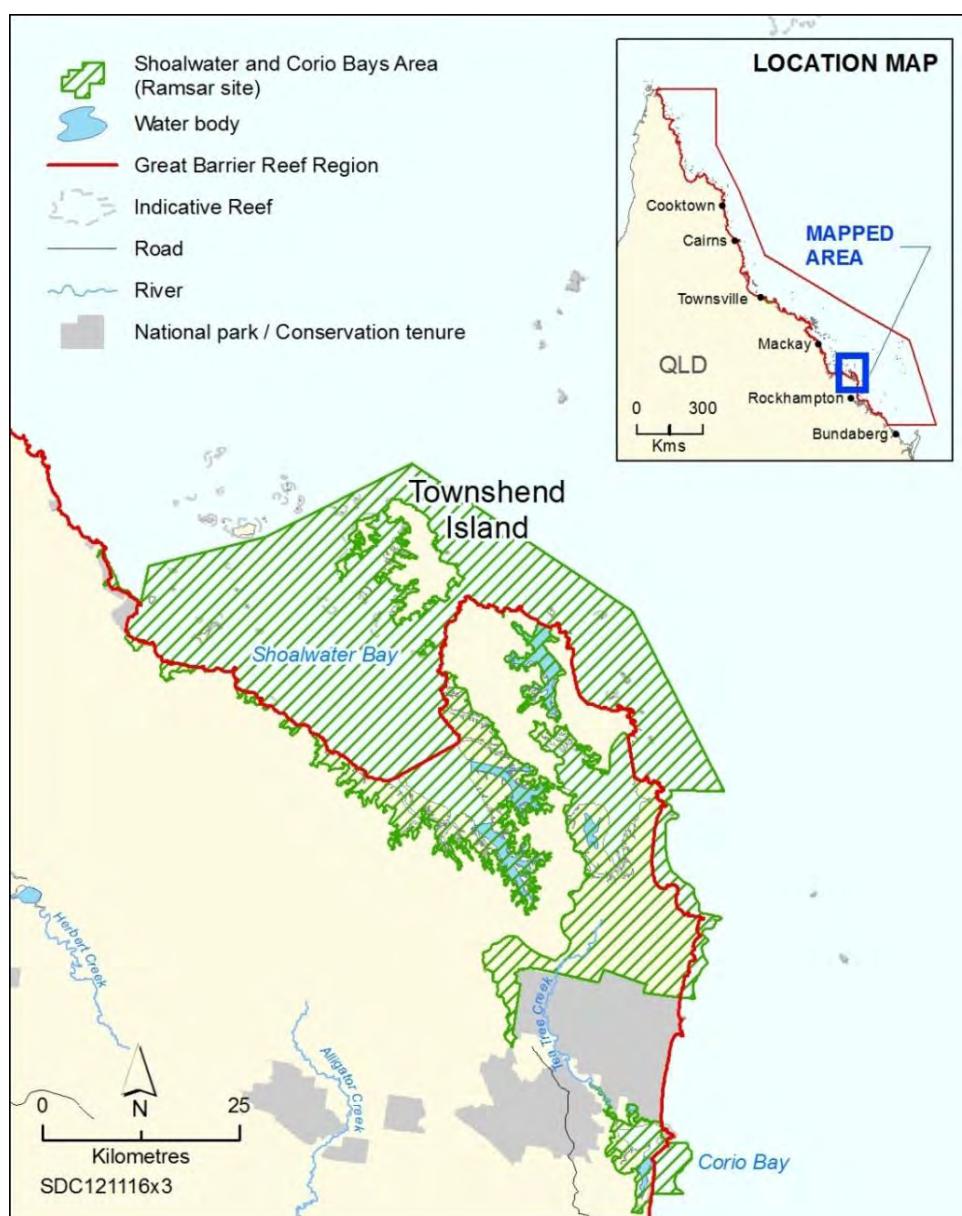 Shoalwater and Corio Bays Area
(Ramsar site)
Water body
Great Barrier Reef Region
Indicative Reef
Road
River
National park / Conservation tenure
LOCATION MAP
Cooktown
Cairns
MAPPED
AREA
Townsville
Mackay
QLD
Rockhampton
0 300
Kms
Bundaberg
Townshend
Island
Shoalwater Bay
Herbert Creek
Tea Tree Creek
Alligator Creek
N
0 25
Kilometres
Corio Bay
SDC121116x3